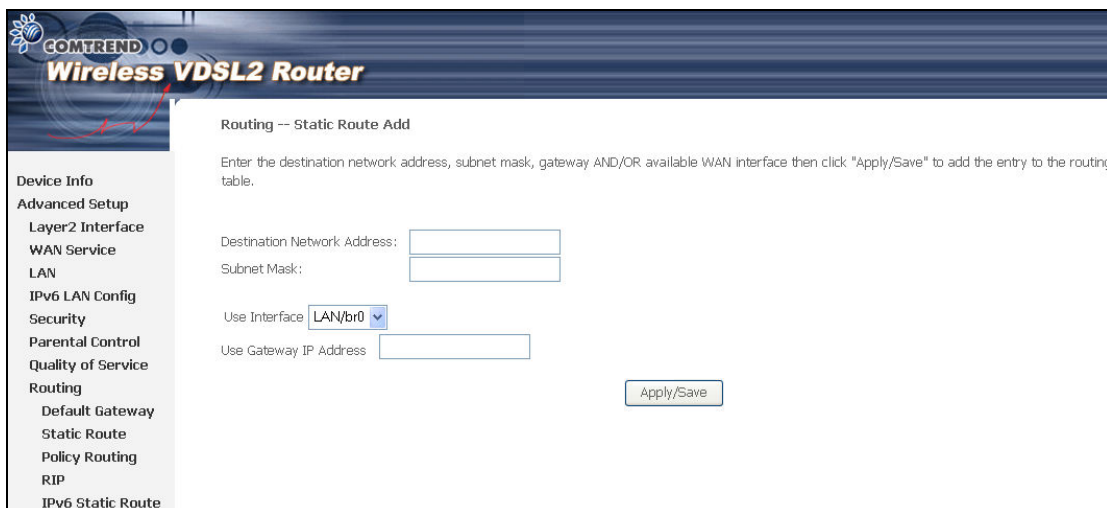 COMTREND
Wireless VDSL2 Router
Routing -- Static Route Add
Enter the destination network address, subnet mask, gateway AND/OR available WAN interface then click "Apply/Save" to add the entry to the routing
table.
Device Info
Advanced Setup
Layer2 Interface
WAN Service
LAN
IPv6 LAN Config
Security
Parental Control
Quality of Service
Routing
Default Gateway
Static Route
Policy Routing
RIP
IPv6 Static Route
Destination Network Address:
Subnet Mask:
Use Interface LAN/br0
Use Gateway IP Address
Apply/Save